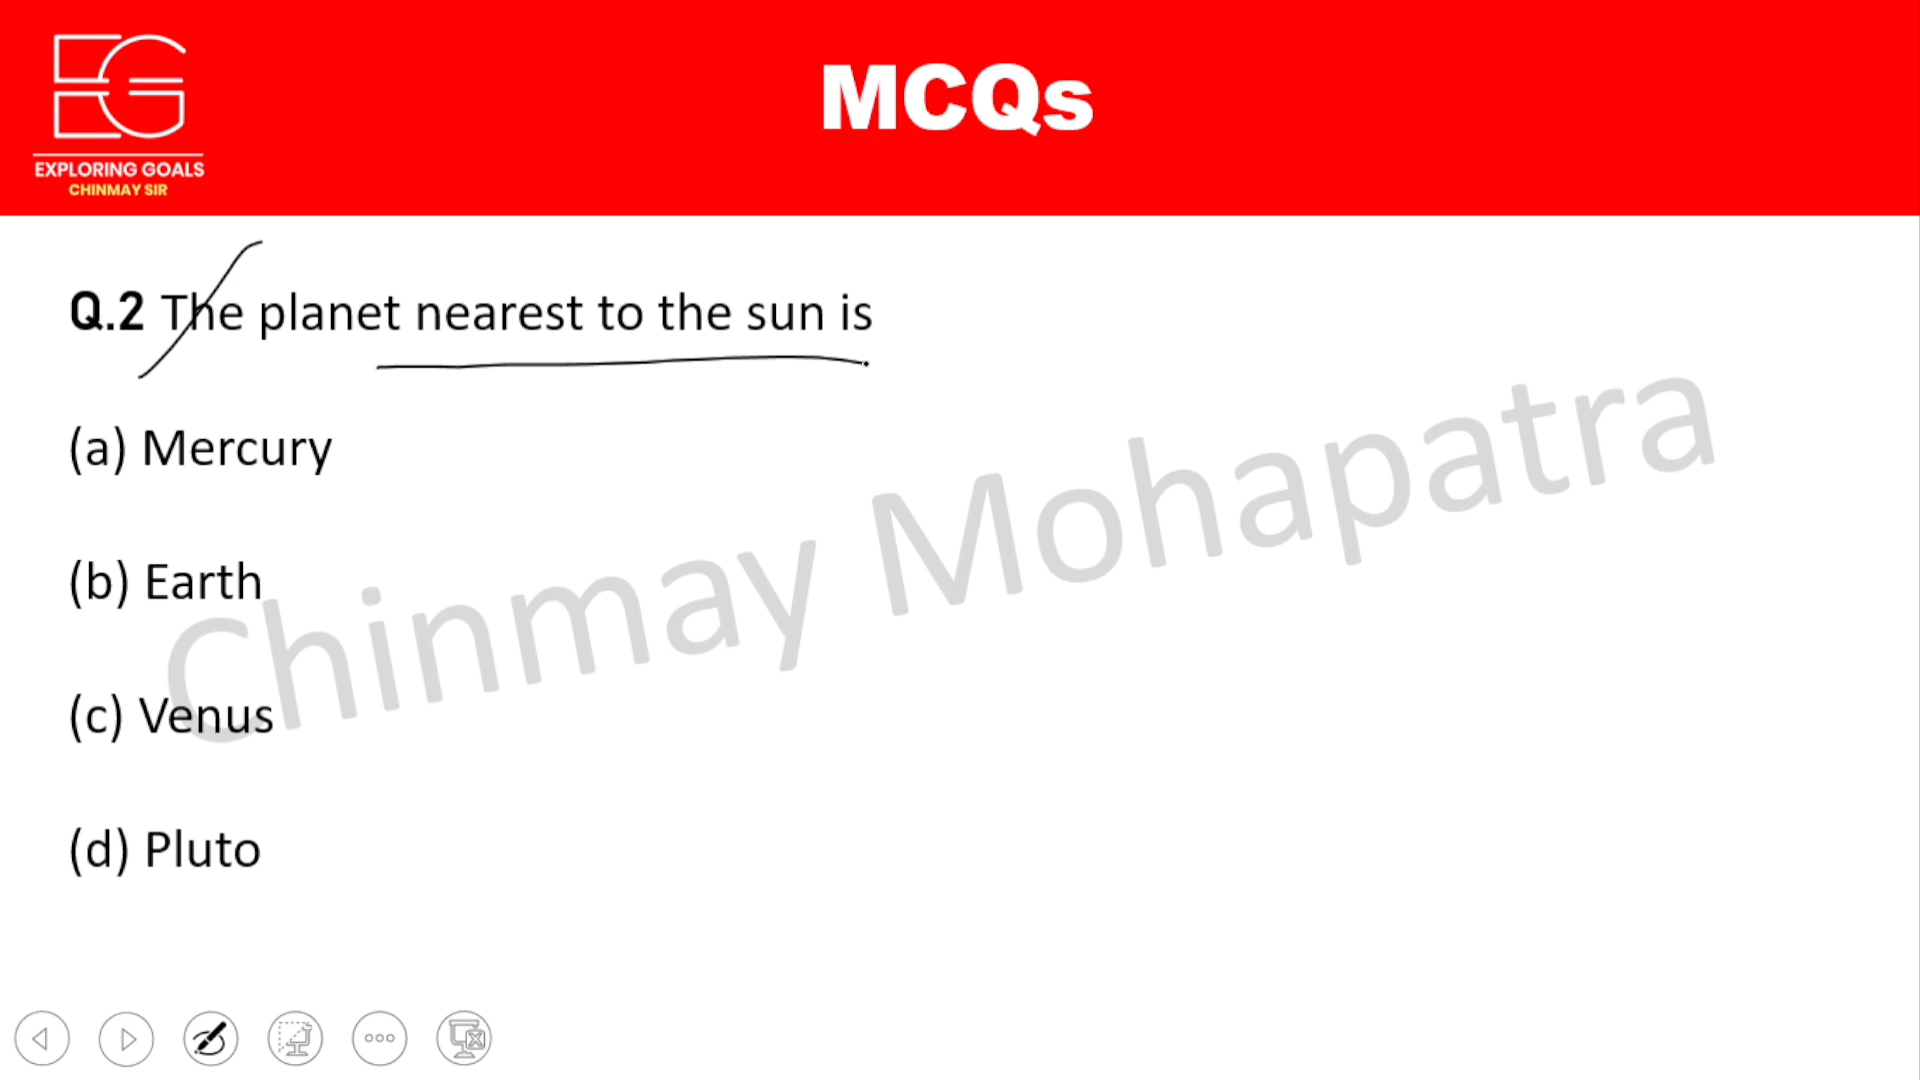 EG
EXPLORING GOALS
CHINMAY SIR
MCQs
Q.2 The planet nearest to the sun is
(a) Mercury
(b) Earth
(c) Venus
(d) Pluto
Chinmay Mohapatra